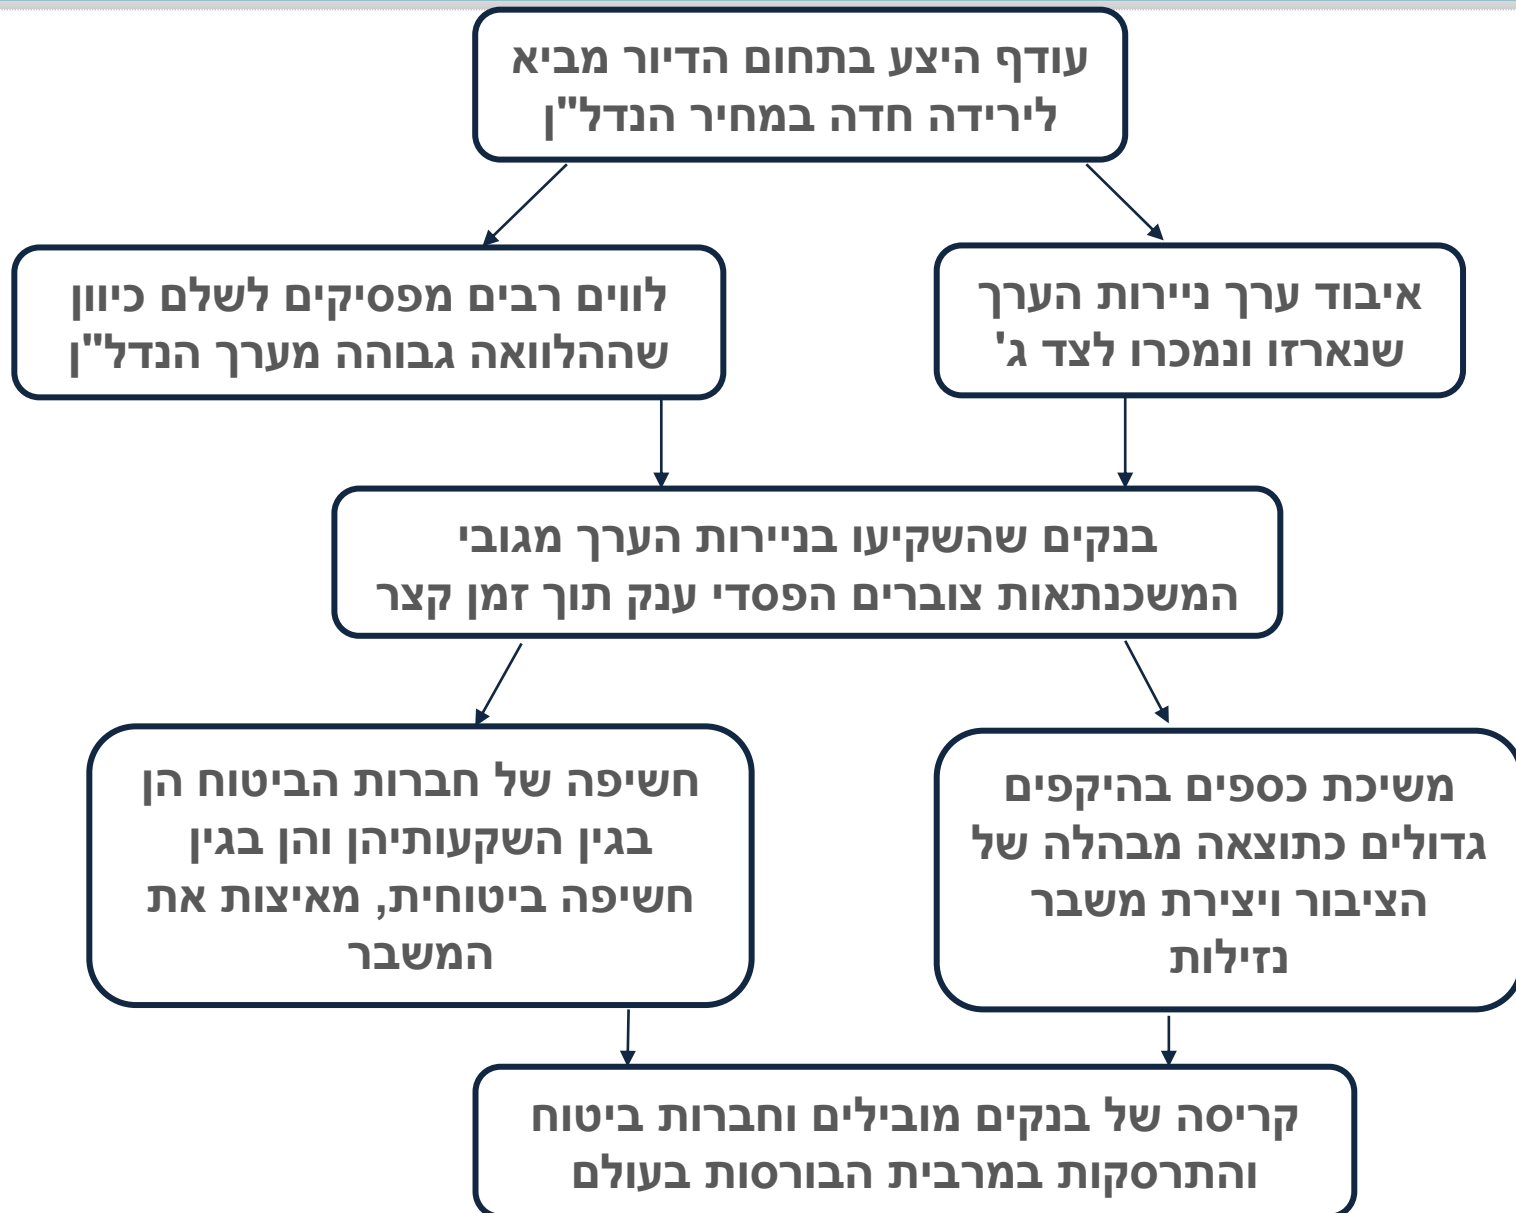 עודף היצע בתחום הדיור מביא
לירידה חדה במחיר הנדל"ן
איבוד ערך ניירות הערך
שנארזו ונמכרו לצד ג'
לווים רבים מפסיקים לשלם כיוון
שההלוואה גבוהה מערך הנדל"ן
בנקים שהשקיעו בניירות הערך מגובי
המשכנתאות צוברים הפסדי ענק תוך זמן קצר
משיכת כספים בהיקפים
גדולים כתוצאה מבהלה של
הציבור ויצירת משבר
נזילות
חשיפה של חברות הביטוח הן
בגין השקעותיהן והן בגין
חשיפה ביטוחית, מאיצות את
המשבר
קריסה של בנקים מובילים וחברות ביטוח
והתרסקות במרבית הבורסות בעולם